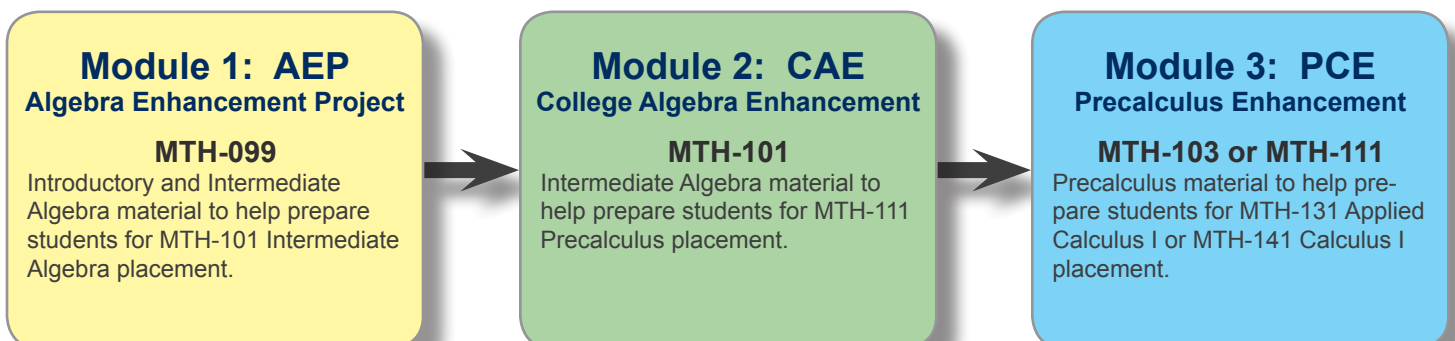 Module 1: AEP
Algebra Enhancement Project
MTH-099
Introductory and Intermediate
Algebra material to help prepare
students for MTH-101 Intermediate
Algebra placement.
Module 2: CAE
College Algebra Enhancement
MTH-101
Intermediate Algebra material to
help prepare students for MTH-111
Precalculus placement.
Module 3: PCE
Precalculus Enhancement
MTH-103 or MTH-111
Precalculus material to help pre-
pare students for MTH-131 Applied
Calculus I or MTH-141 Calculus I
placement.